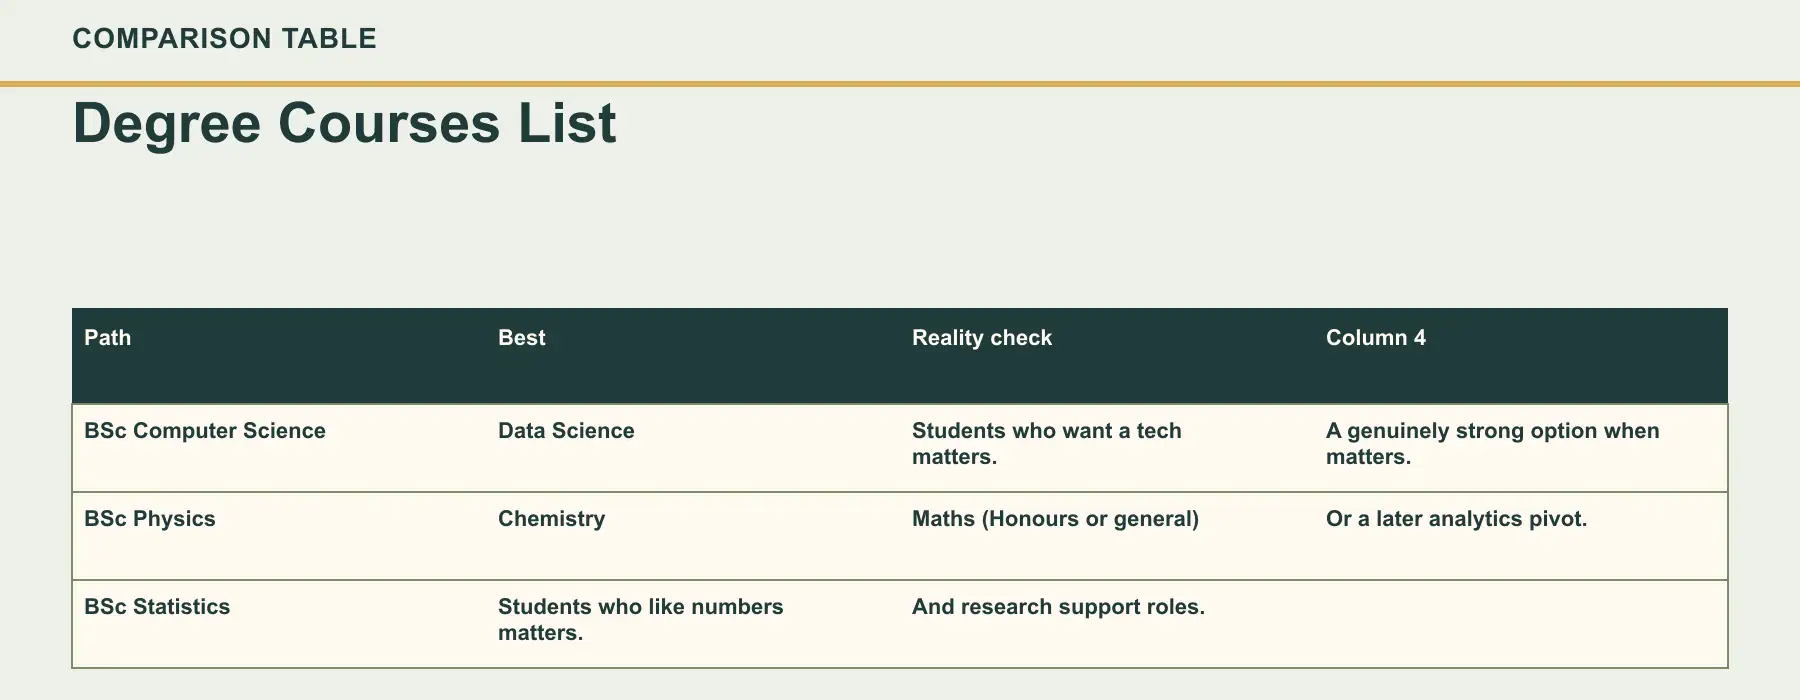 COMPARISON TABLE
Degree Courses List
Path Best Reality check Column 4
BSc Computer Science Data Science Students who want a tech matters. A genuinely strong option when matters.
BSc Physics Chemistry Maths (Honours or general) Or a later analytics pivot.
BSc Statistics Students who like numbers matters. And research support roles.